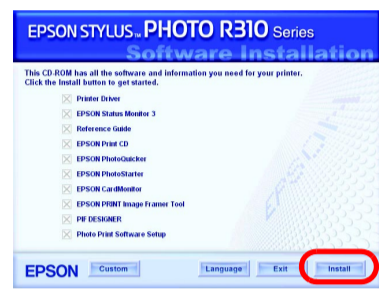 EPSON STYLUS™ PHOTO R310 Series
Software Installation
This CD-ROM has all the software and information you need for your printer.
Click the Install button to get started.
Printer Driver
EPSON Status Monitor 3
Reference Guide
EPSON Print CD
EPSON PhotoQuicker
EPSON PhotoStarter
EPSON CardMonitor
EPSON PRINT Image Framer Tool
PIF DESIGNER
Photo Print Software Setup
EPSON
EPSON Custom Language Exit Install